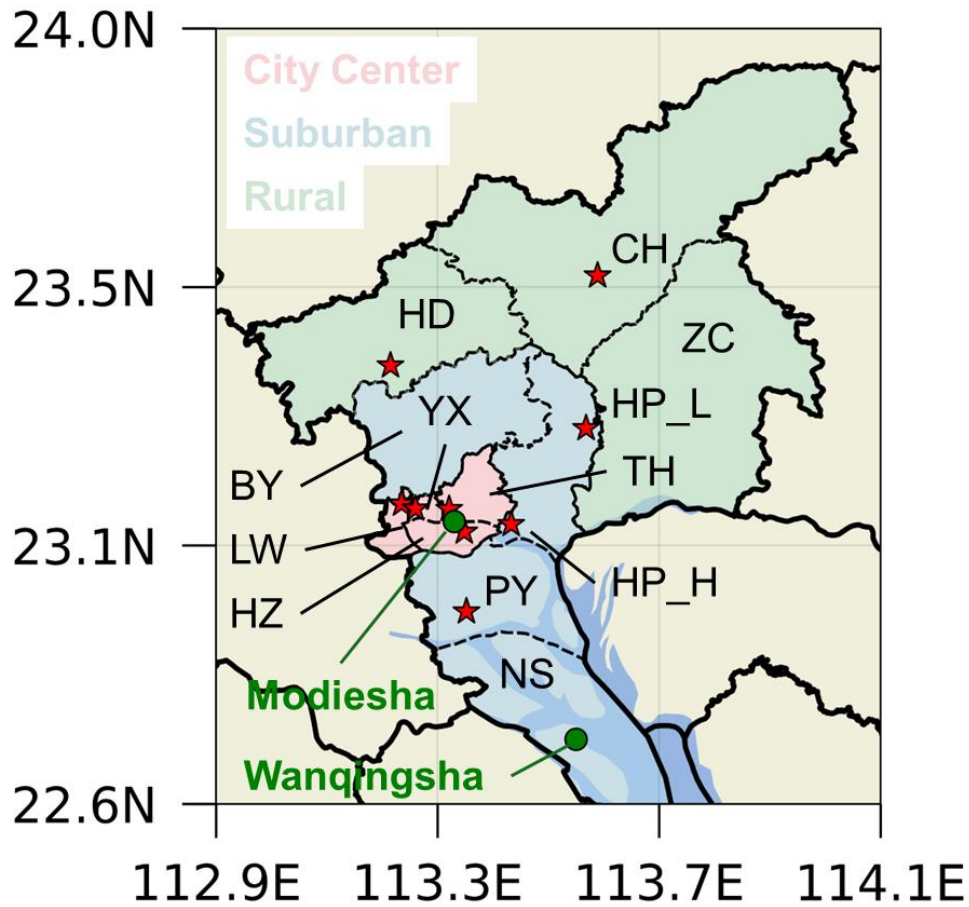 24.0N
City Center
Suburban
Rural
CH
23.5N
HD
ZC
YX
HP_L
BY
TH
23.1N
LW
HZ
PY
HP_H
NS
Modiesha
Wanqingsha
22.6N
112.9E 113.3E 113.7E 114.1E